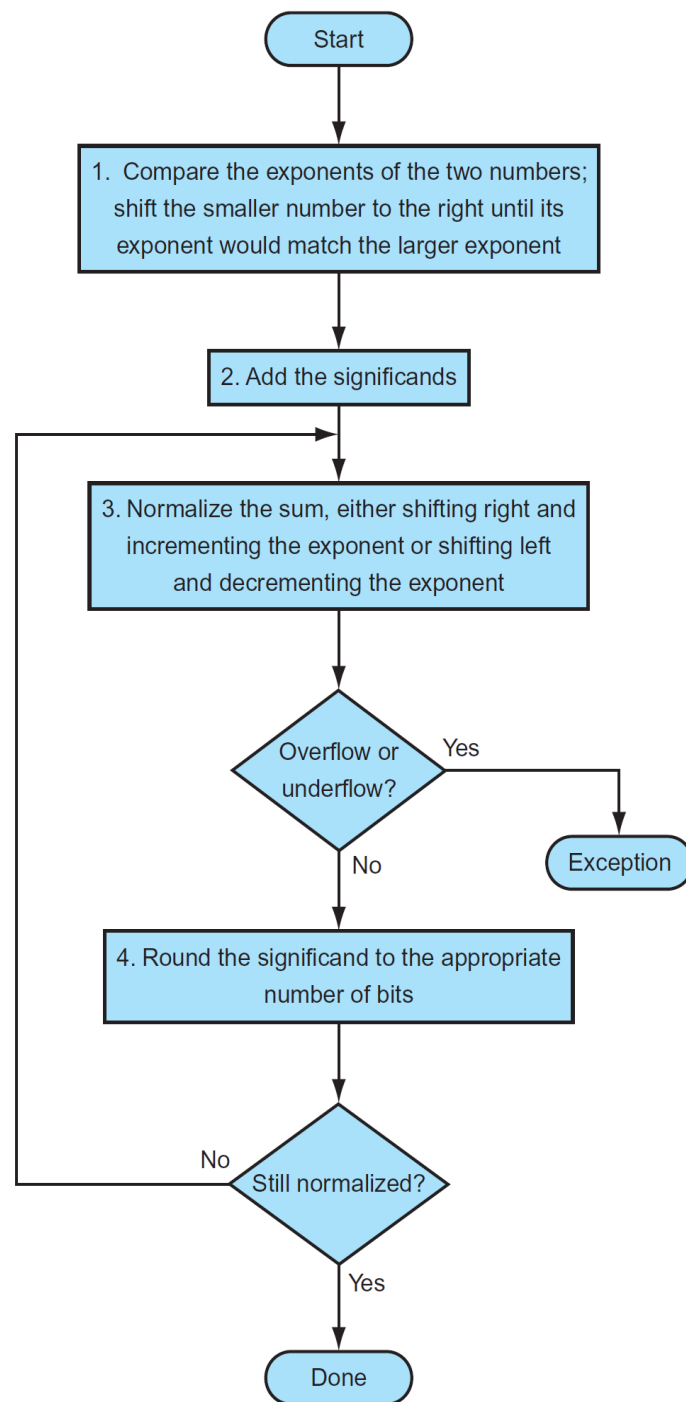 Start
1. Compare the exponents of the two numbers;
shift the smaller number to the right until its
exponent would match the larger exponent
2. Add the significands
3. Normalize the sum, either shifting right and
incrementing the exponent or shifting left
and decrementing the exponent
Overflow or
underflow?
Yes
Exception
No
4. Round the significand to the appropriate
number of bits
No
Still normalized?
Yes
Done